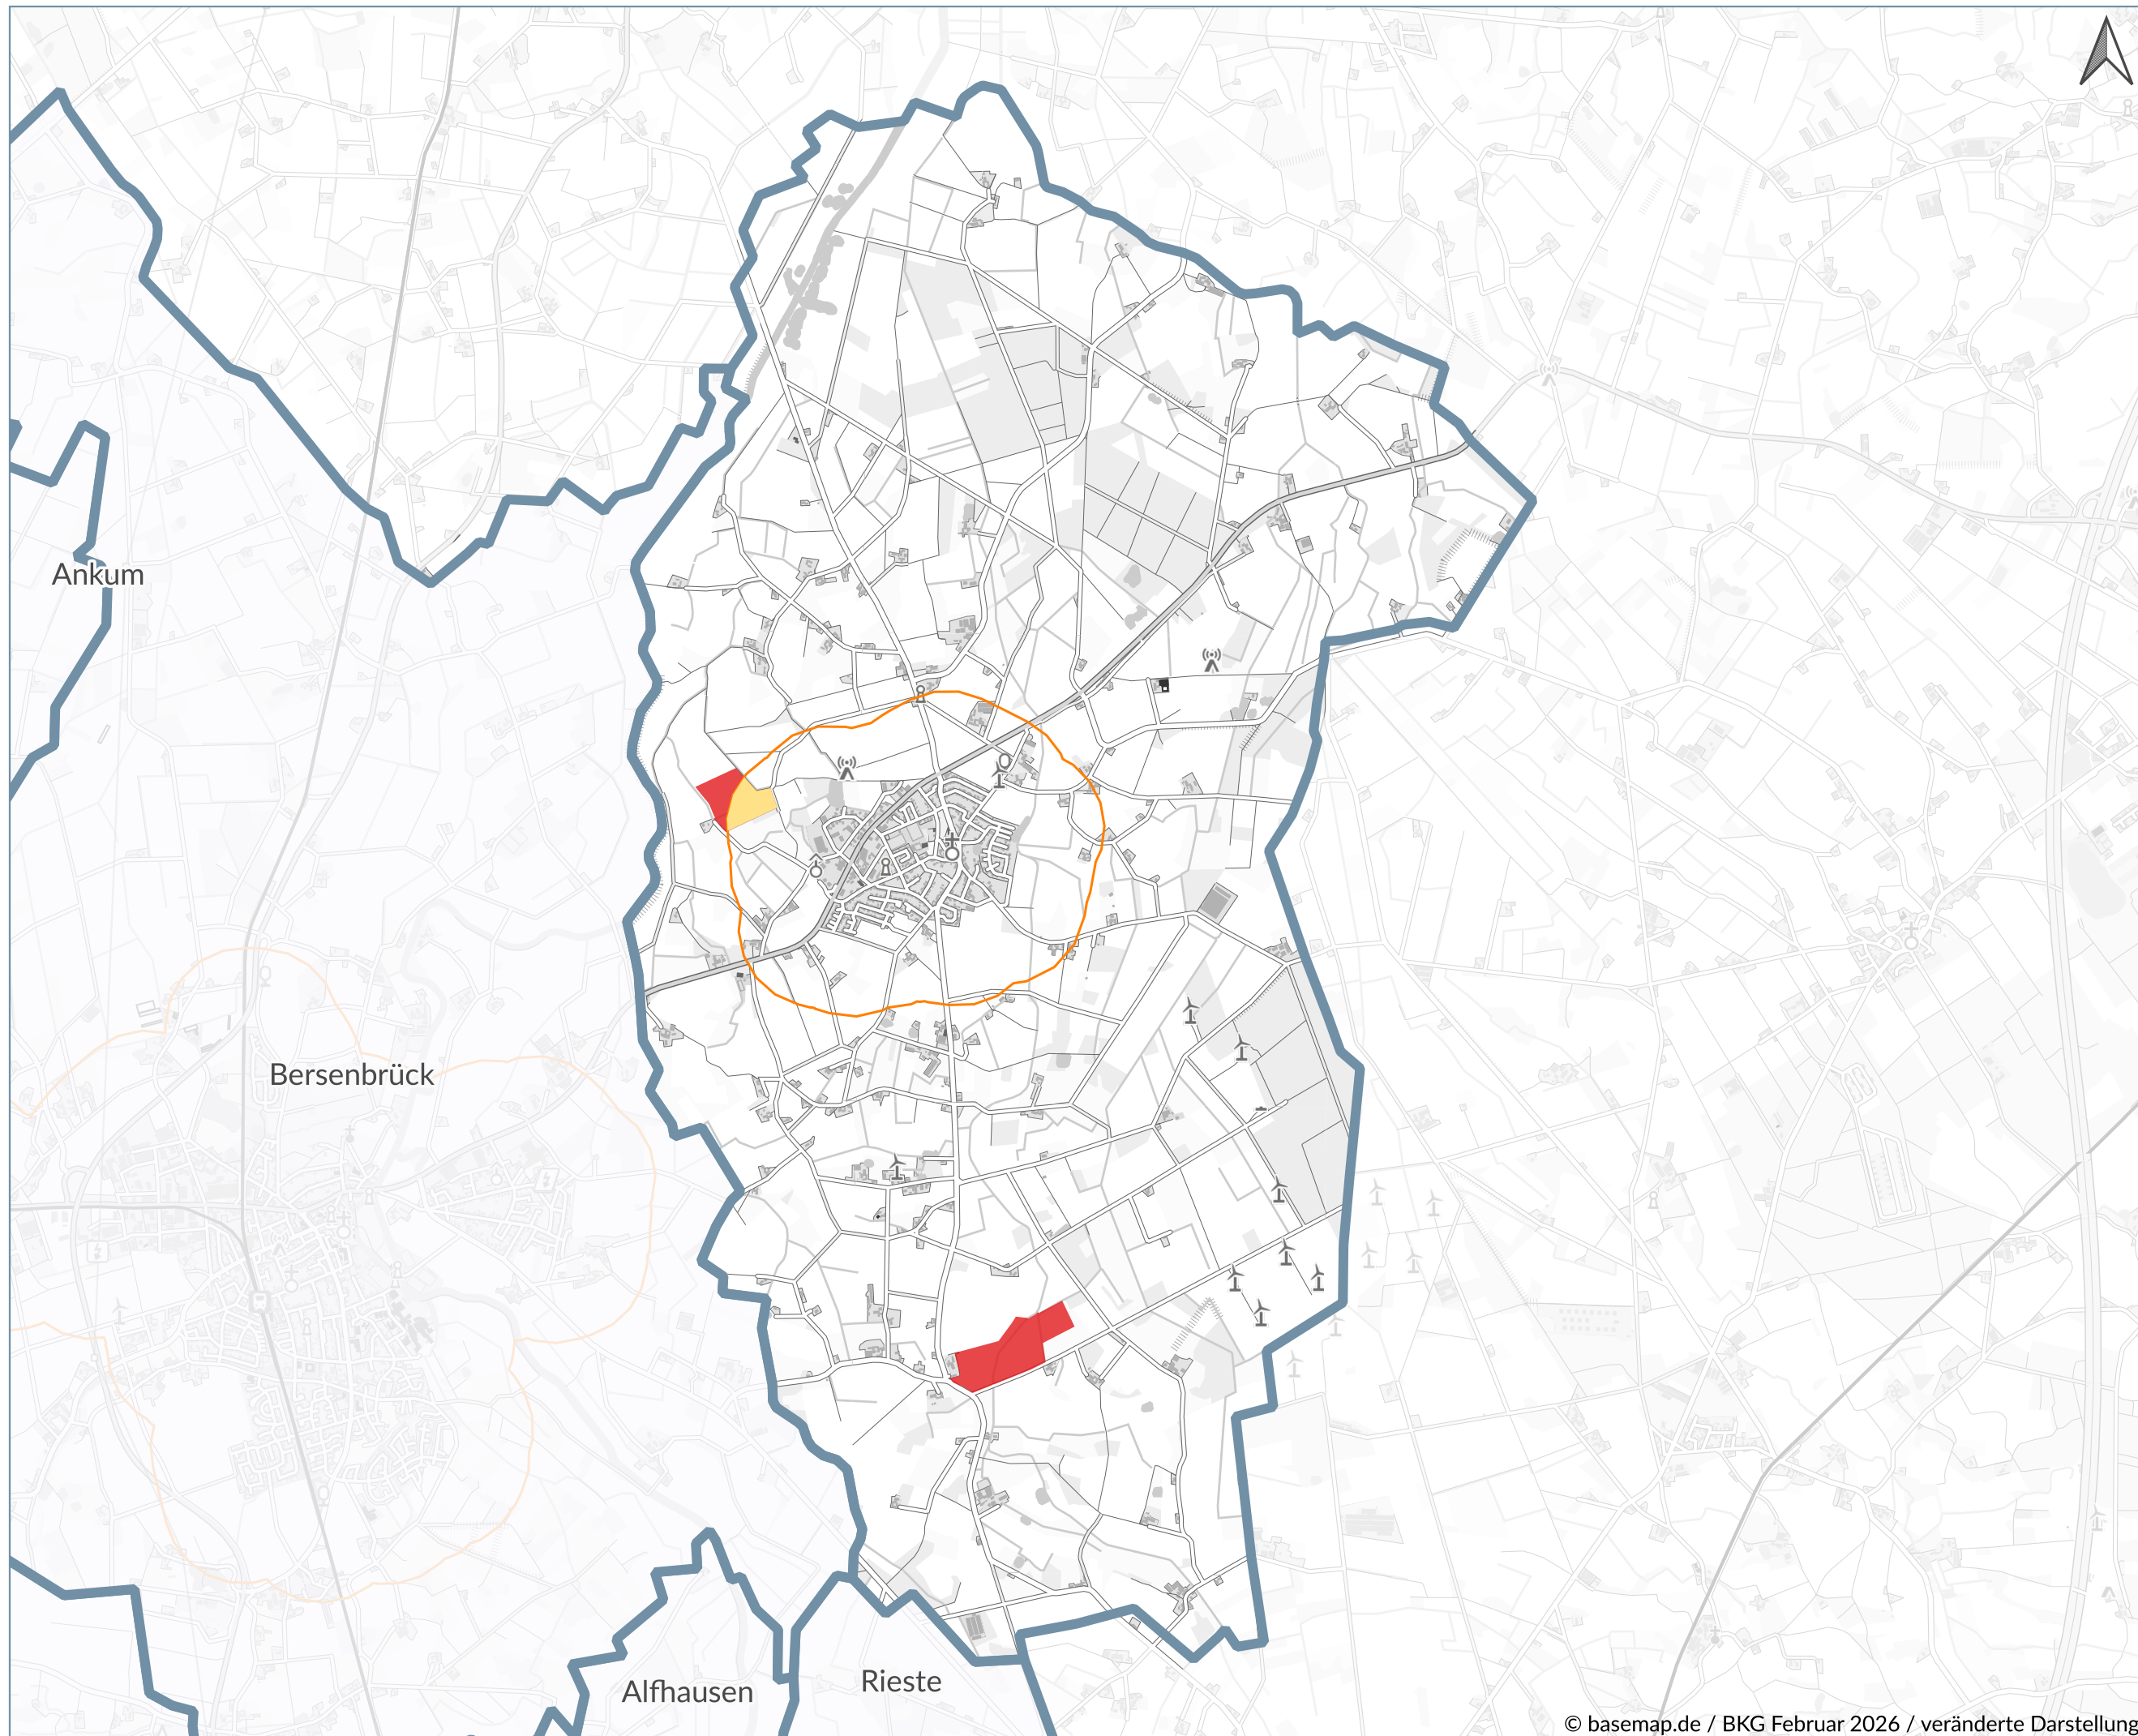 Ankum
Bersenbrück
Rieste
Alfhausen
© basemap.de / BKG Februar 2026 / veränderte Darstellung